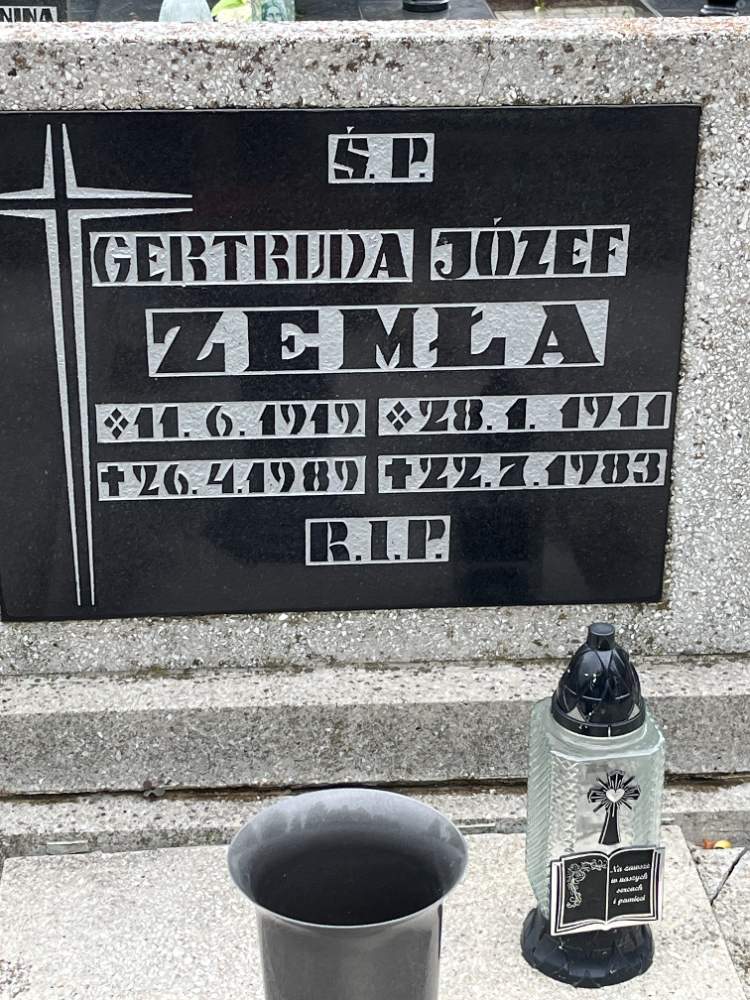 NINA
Ś.P.
GERTRUDA JÓZEF
ZEMŁA
11.6.1919 28.1.1911
26.4.1989 22.7.1983
R.I.P.
Na zawsze
w naszych
sercach
i pamięci